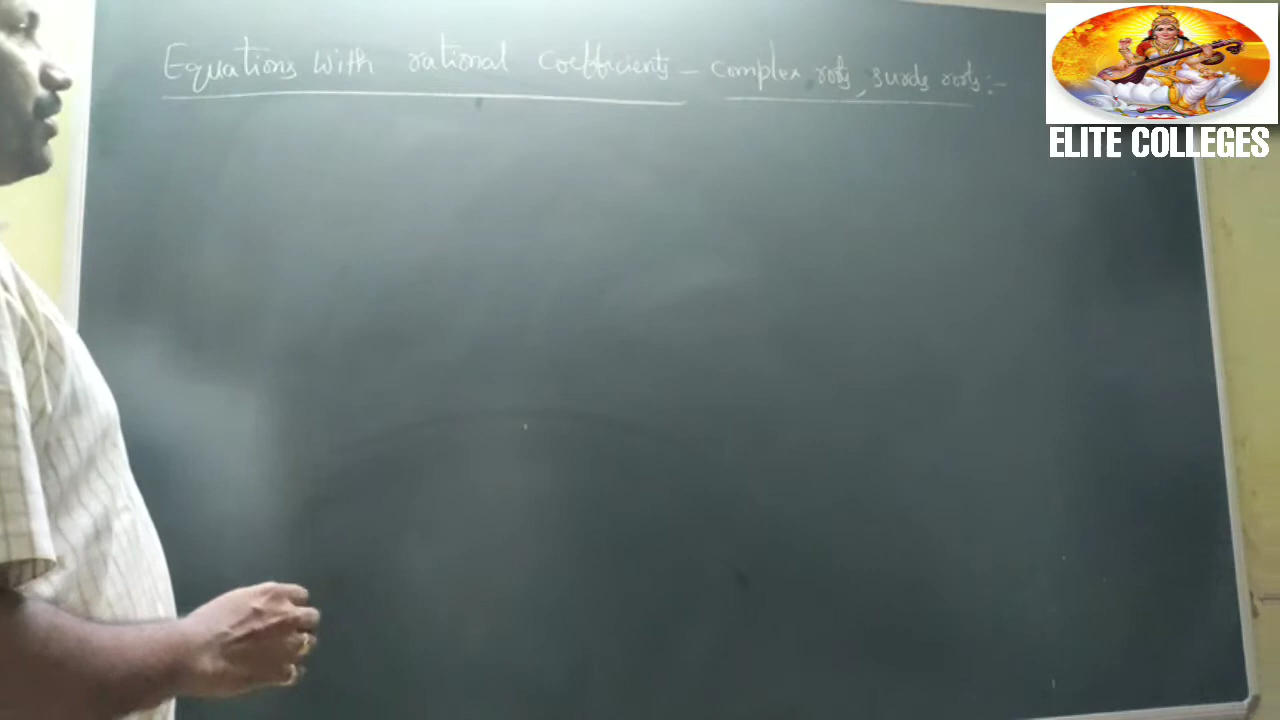 Equations with rational coefficients – complex roots, surds roots:-
ELITE COLLEGES